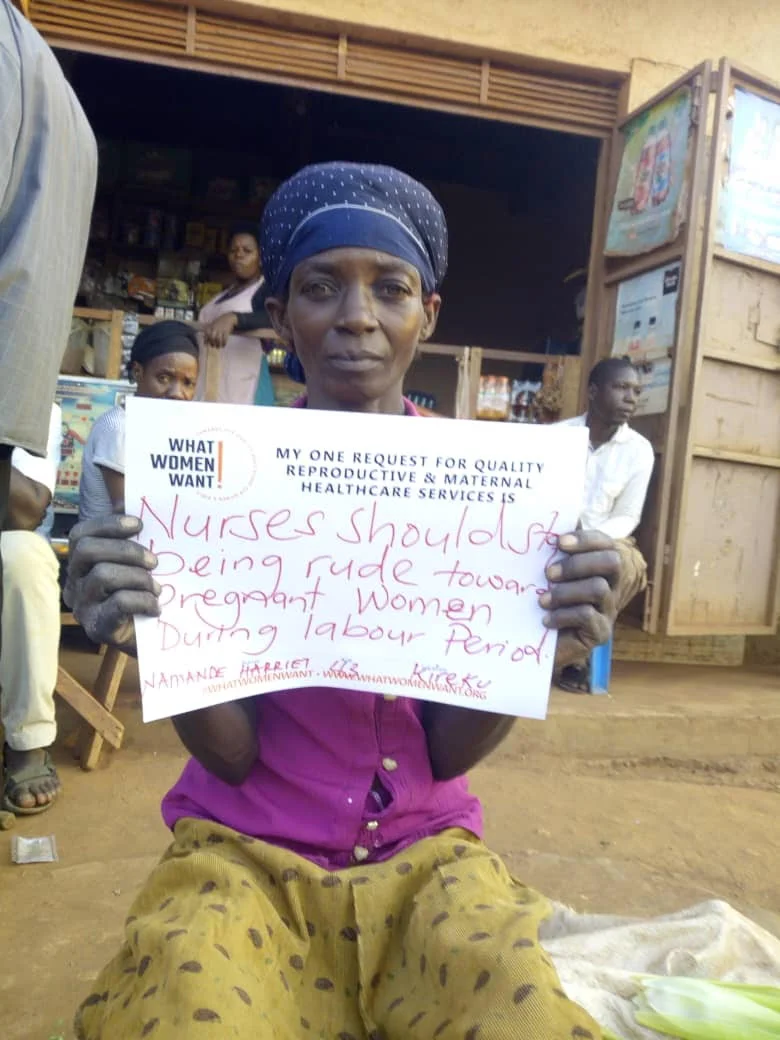 WHAT
WOMEN
WANT!
MY ONE REQUEST FOR QUALITY
REPRODUCTIVE & MATERNAL
HEALTHCARE SERVICES IS
Nurses should
being rude toward
Pregnant Women
During labour Period.
NAMANDE HARRIET Kireku
#WHATWOMENWANT • WWW.WHATWOMENWANT.ORG